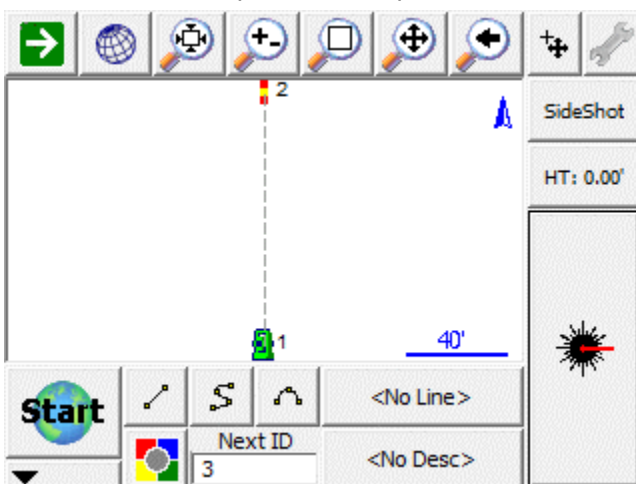 2
SideShot
HT: 0.00'
1
40'
Start
<No Line>
Next ID
3
<No Desc>